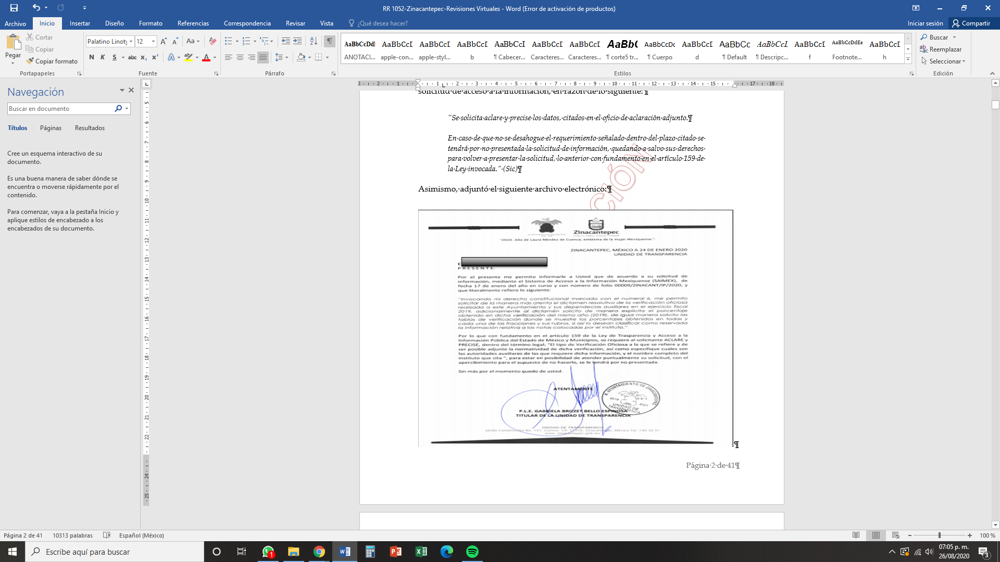 RR 1052-Zinacantepec-Revisiones Virtuales - Word (Error de activación de productos)
Archivo Inicio Insertar Diseño Formato Referencias Correspondencia Revisar Vista ¿Qué desea hacer? Iniciar sesión Compartir
Pegar
Cortar
Copiar
Copiar formato
Portapapeles
Palatino Linoty 12
Fuente
Párrafo
AaBbCcDdI AaBbCcI AaBbCcI AaBbCcI AaBbCcI AaBbCcI AaBbCcI AaBbC AaBbCcDc AaBbCcI AaBbCc AaBbCcI AaBbCcI AaBbCcDdEe AaBbCcI
ANOTACI... apple-con... apple-styl... b ¶ Cabecer... Caracteres... Caracteres... ¶ corte5 tr... ¶ Cuerpo d ¶ Default ¶ Descripc... f Footnote... h
Estilos
Buscar
Reemplazar
Seleccionar
Edición
Navegación
Buscar en documento
Títulos Páginas Resultados
Cree un esquema interactivo de su
documento.
Es una buena manera de saber dónde se
encuentra o moverse rápidamente por el
contenido.
Para comenzar, vaya a la pestaña Inicio y
aplique estilos de encabezado a los
encabezados de su documento.
solicitud de acceso a la información, en razón de lo siguiente: ¶
“Se solicita aclare y precise los datos, citados en el oficio de aclaración adjunto.¶
En caso de que no se desahogue el requerimiento señalado dentro del plazo citado se
tendrá por no presentada la solicitud de información, quedando a salvo sus derechos
para volver a presentar la solicitud, lo anterior con fundamento en el artículo 159 de
la Ley invocada.” (Sic)¶
CIÓN
Asimismo, adjuntó el siguiente archivo electrónico:¶
Zinacantepec
"2020. Año de Laura Méndez de Cuenca; emblema de la mujer Mexiquense".
ZINACANTEPEC, MÉXICO A 24 DE ENERO 2020
UNIDAD DE TRANSPARENCIA
C
P R E S E N T E.
Por el presente me permito informarle a Usted que de acuerdo a su solicitud de
información, mediante el Sistema de Acceso a la Información Mexiquense (SAIMEX), de
fecha 17 de enero del año en curso y con número de folio 00009/ZINACANT/IP/2020, y
que literalmente refiere lo siguiente:
"Invocando mi derecho constitucional marcado con el numeral 6, me permito
solicitar de la manera más atenta el dictamen resolutivo de la verificación oficiosa
realizada a este Ayuntamiento y sus dependecias auxiliares en el ejercicio fiscal
2019, adicionalmente al dictamén solicito de manera explicita el porcentaje
obtenido en dicha verificación del mismo año (2019), de igual manera solicito las
tablas de verificación donde se muestre los porcentajes obtenidos en todas y
cada una de las fracciones y sus rubros, si así lo desean clasificar como reservada
la información relativa a las notas colocadas por el instituto."
Por lo que con fundamento en el artículo 159 de la Ley de Trasparencia y Acceso a la
Información Pública del Estado de México y Municipios, se requiere al solicitante ACLARE y
PRECISE, dentro del término legal; "El tipo de Verificación Oficiosa a la que se refiere y de
ser posible adjunte la normatividad de dicha verificación, así como especifique cuales son
las autoridades auxiliares de las que requiere dicha información, y el nombre completo del
instituto que cita ", para estar en posibilidad de atender puntualmente su solicitud, con el
apercibimiento para el supuesto de no hacerlo, se le tendrá por no presentada.
Sin más por el momento quedo de usted.
ATENTAMENTE
H. AYUNTAMIENTO DE ZINACANTEPEC
2019 2021
UNIDAD DE TRANSPARENCIA
P.L.E. GABRIELA BRIZZET BELLO ESPINOSA
TITULAR DE LA UNIDAD DE TRANSPARENCIA
UNIDAD DE TRANSPARENCIA
Jardín Constitución No. 101, Centro- CP. 51350, Zinacantepec, México Tel.
www. zinacantepec.gob.mx
¶
Página 2 de 41¶
Página 2 de 41 10313 palabras Español (México) 100 %
Escribe aquí para buscar
1
07:05 p. m.
26/08/2020
3